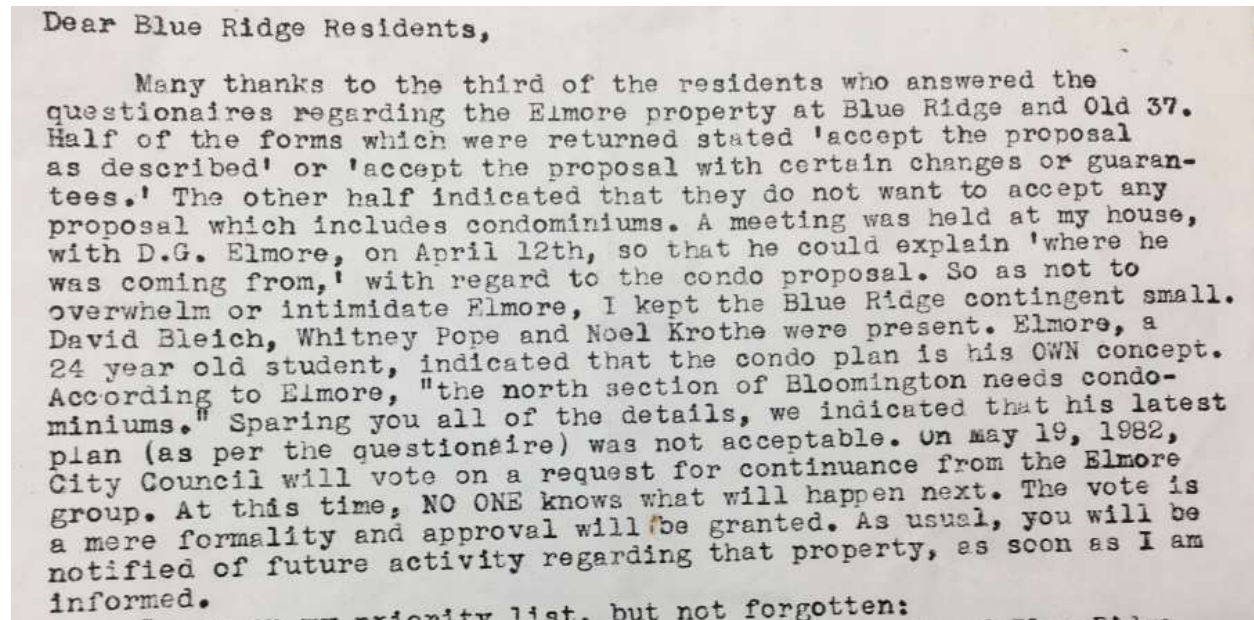 Dear Blue Ridge Residents,
Many thanks to the third of the residents who answered the
questionaires regarding the Elmore property at Blue Ridge and Old 37.
Half of the forms which were returned stated 'accept the proposal
as described' or 'accept the proposal with certain changes or guaran-
tees.' The other half indicated that they do not want to accept any
proposal which includes condominiums. A meeting was held at my house,
with D.G. Elmore, on April 12th, so that he could explain 'where he
was coming from,' with regard to the condo proposal. So as not to
overwhelm or intimidate Elmore, I kept the Blue Ridge contingent small.
David Bleich, Whitney Pope and Noel Krothe were present. Elmore, a
24 year old student, indicated that the condo plan is his OWN concept.
According to Elmore, "the north section of Bloomington needs condo-
miniums." Sparing you all of the details, we indicated that his latest
plan (as per the questionaire) was not acceptable. On May 19, 1982,
City Council will vote on a request for continuance from the Elmore
group. At this time, NO ONE knows what will happen next. The vote is
a mere formality and approval will be granted. As usual, you will be
notified of future activity regarding that property, as soon as I am
informed.
priority list, but not forgotten: